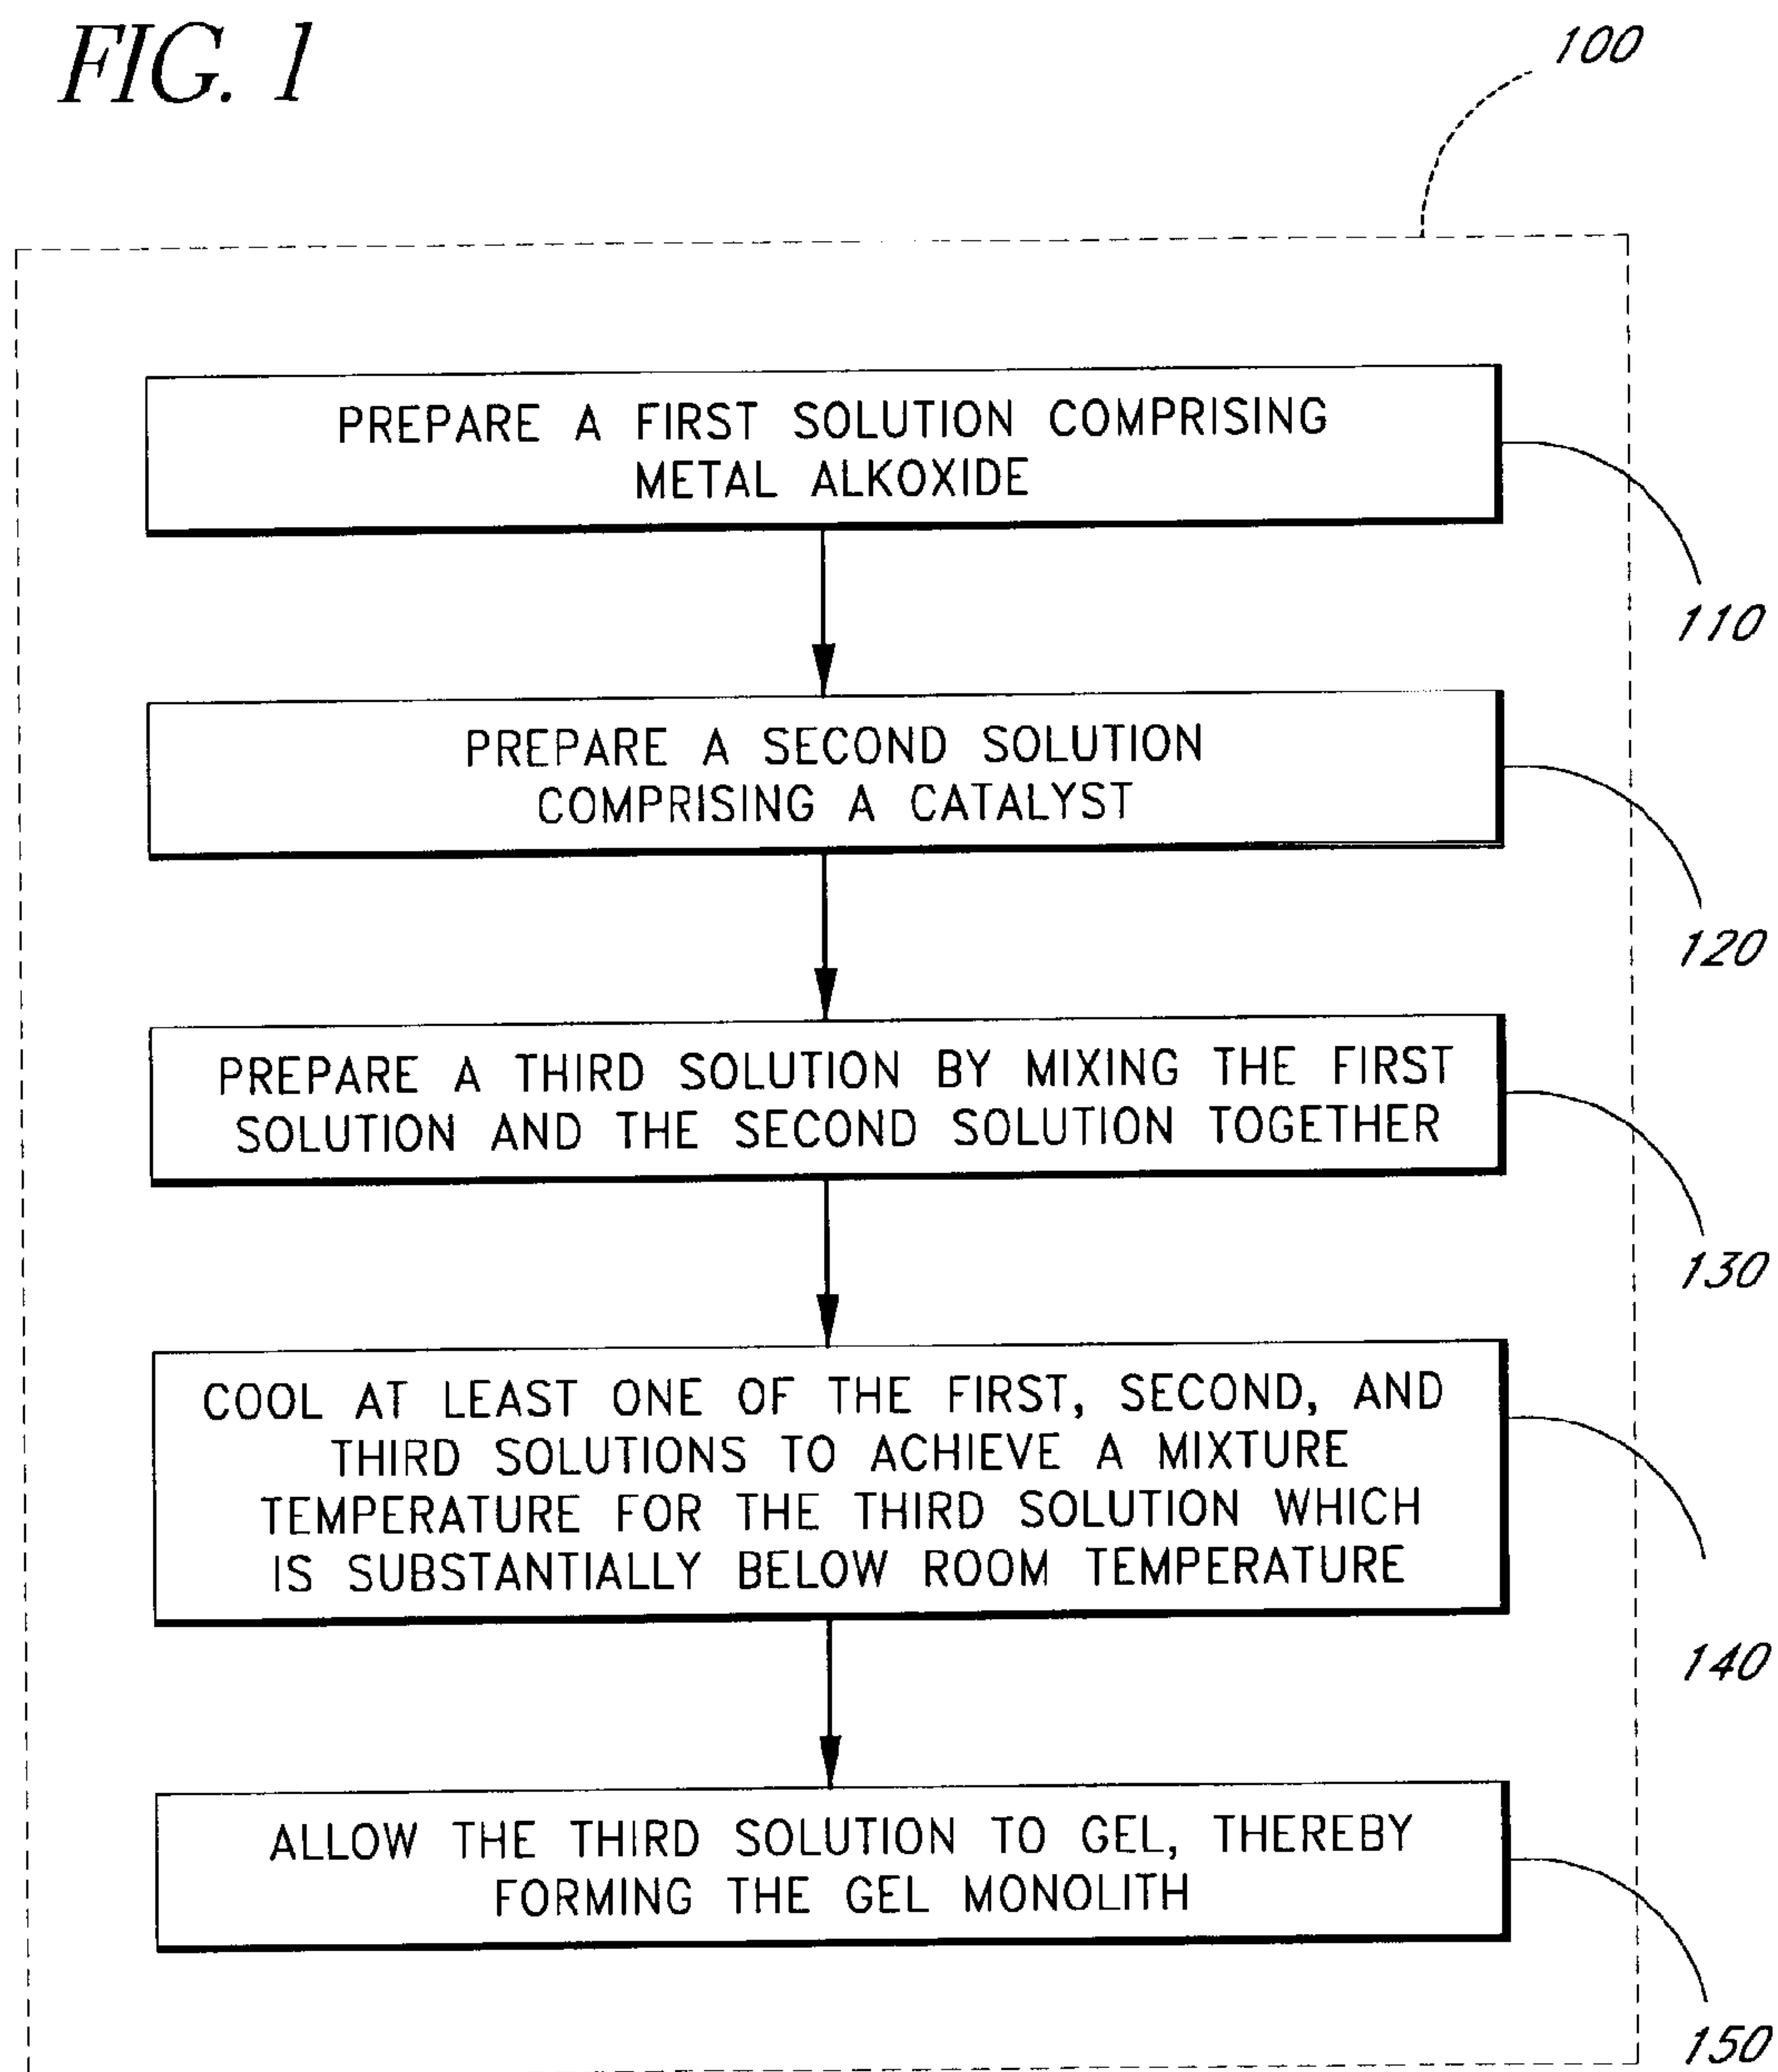 FIG. 1
100
PREPARE A FIRST SOLUTION COMPRISING
METAL ALKOXIDE
110
PREPARE A SECOND SOLUTION
COMPRISING A CATALYST
120
PREPARE A THIRD SOLUTION BY MIXING THE FIRST
SOLUTION AND THE SECOND SOLUTION TOGETHER
130
COOL AT LEAST ONE OF THE FIRST, SECOND, AND
THIRD SOLUTIONS TO ACHIEVE A MIXTURE
TEMPERATURE FOR THE THIRD SOLUTION WHICH
IS SUBSTANTIALLY BELOW ROOM TEMPERATURE
140
ALLOW THE THIRD SOLUTION TO GEL, THEREBY
FORMING THE GEL MONOLITH
150